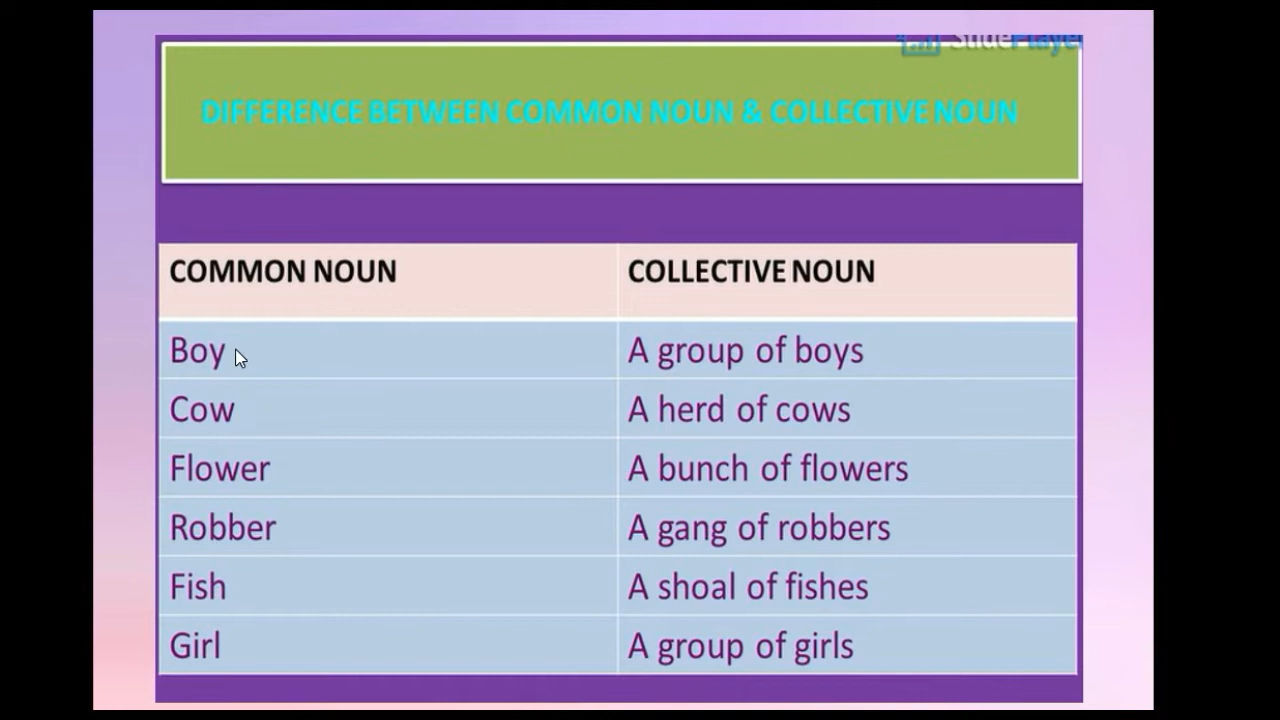 SlidePlayer
DIFFERENCE BETWEEN COMMON NOUN & COLLECTIVE NOUN
COMMON NOUN COLLECTIVE NOUN
Boy A group of boys
Cow A herd of cows
Flower A bunch of flowers
Robber A gang of robbers
Fish A shoal of fishes
Girl A group of girls